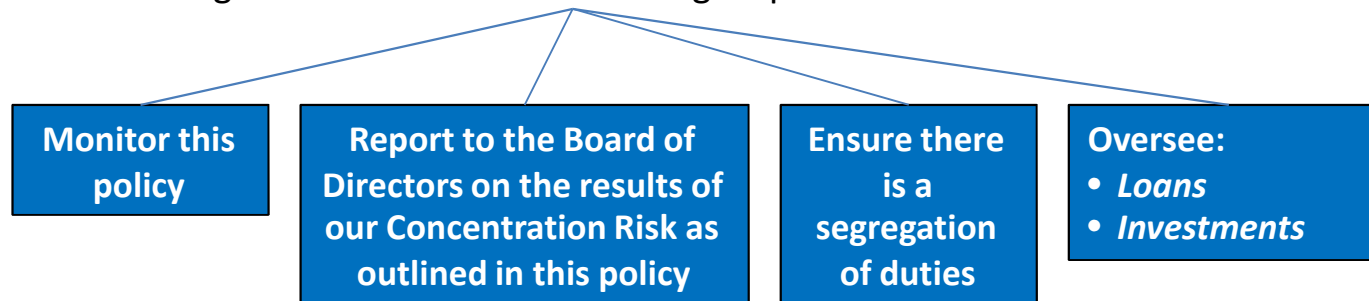 Monitor this
policy
Report to the Board of
Directors on the results of
our Concentration Risk as
outlined in this policy
Ensure there
is a
segregation
of duties
Oversee:
• Loans
• Investments